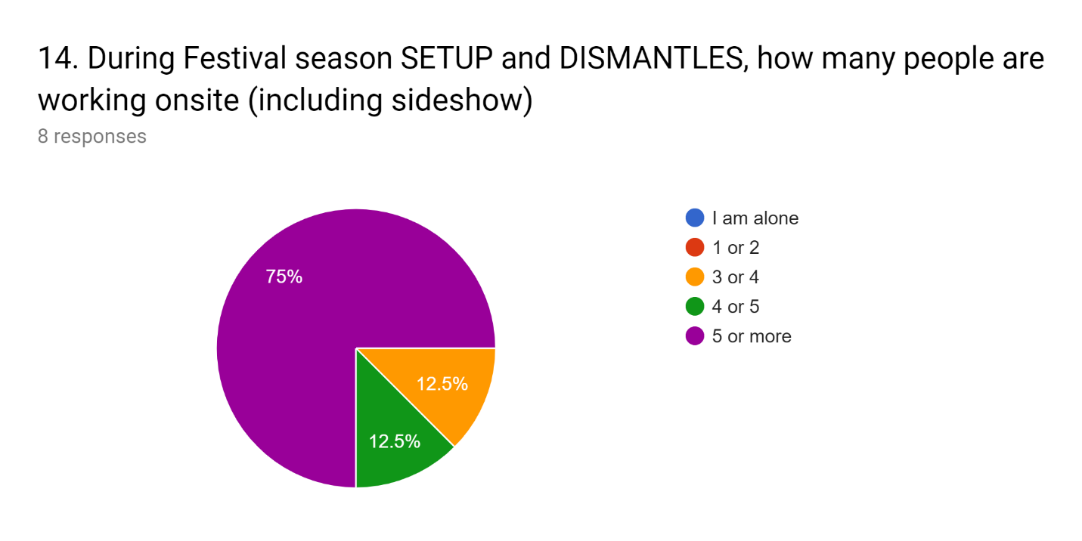 14. During Festival season SETUP and DISMANTLES, how many people are
working onsite (including sideshow)
8 responses
75%
12.5%
12.5%
I am alone
1 or 2
3 or 4
4 or 5
5 or more